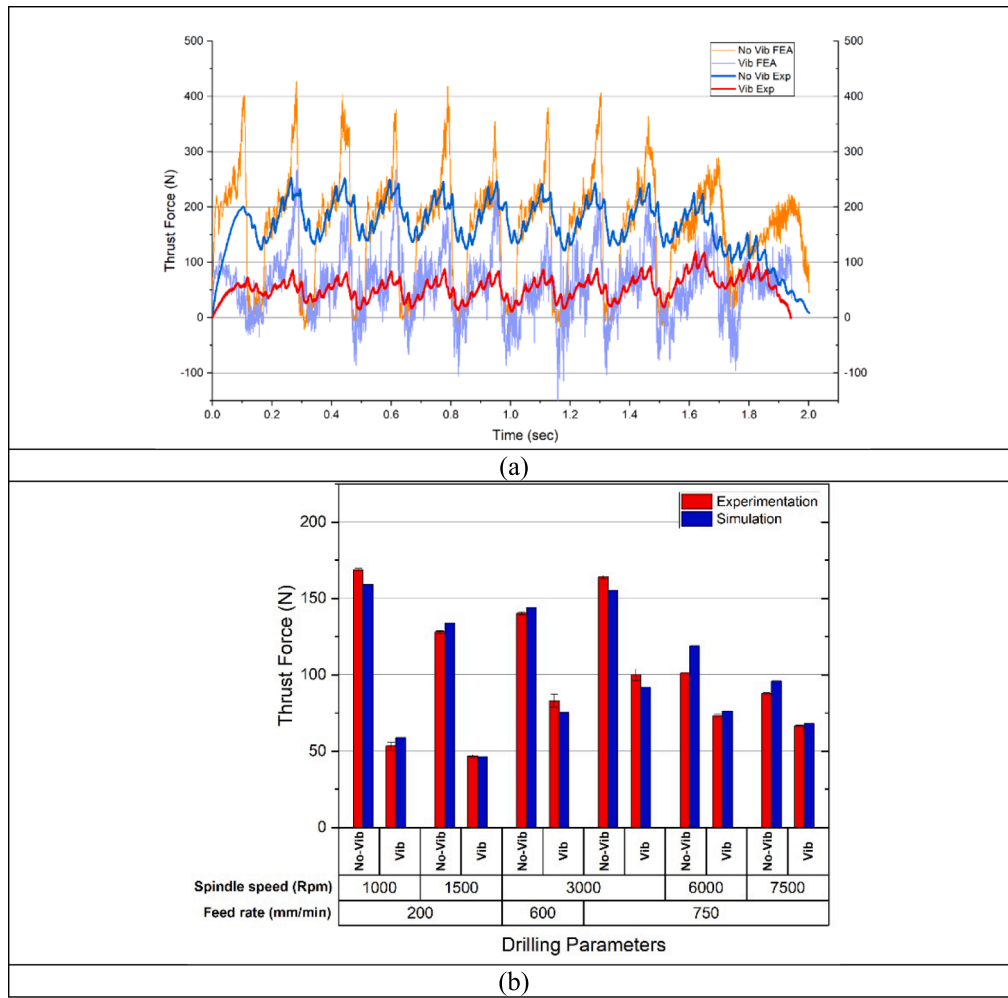 No Vib FEA
Vib FEA
No Vib Exp
Vib Exp
500 500
400 400
300 300
200 200
100 100
0 0
-100 -100
Thrust Force (N)
0.0 0.2 0.4 0.6 0.8 1.0 1.2 1.4 1.6 1.8 2.0
Time (sec)
(a)
Experimentation
Simulation
200
150
100
50
0
Thrust Force (N)
No-Vib Vib No-Vib Vib No-Vib Vib No-Vib Vib No-Vib Vib No-Vib Vib
Spindle speed (Rpm) 1000 1500 3000 6000 7500
Feed rate (mm/min) 200 600 750
Drilling Parameters
(b)